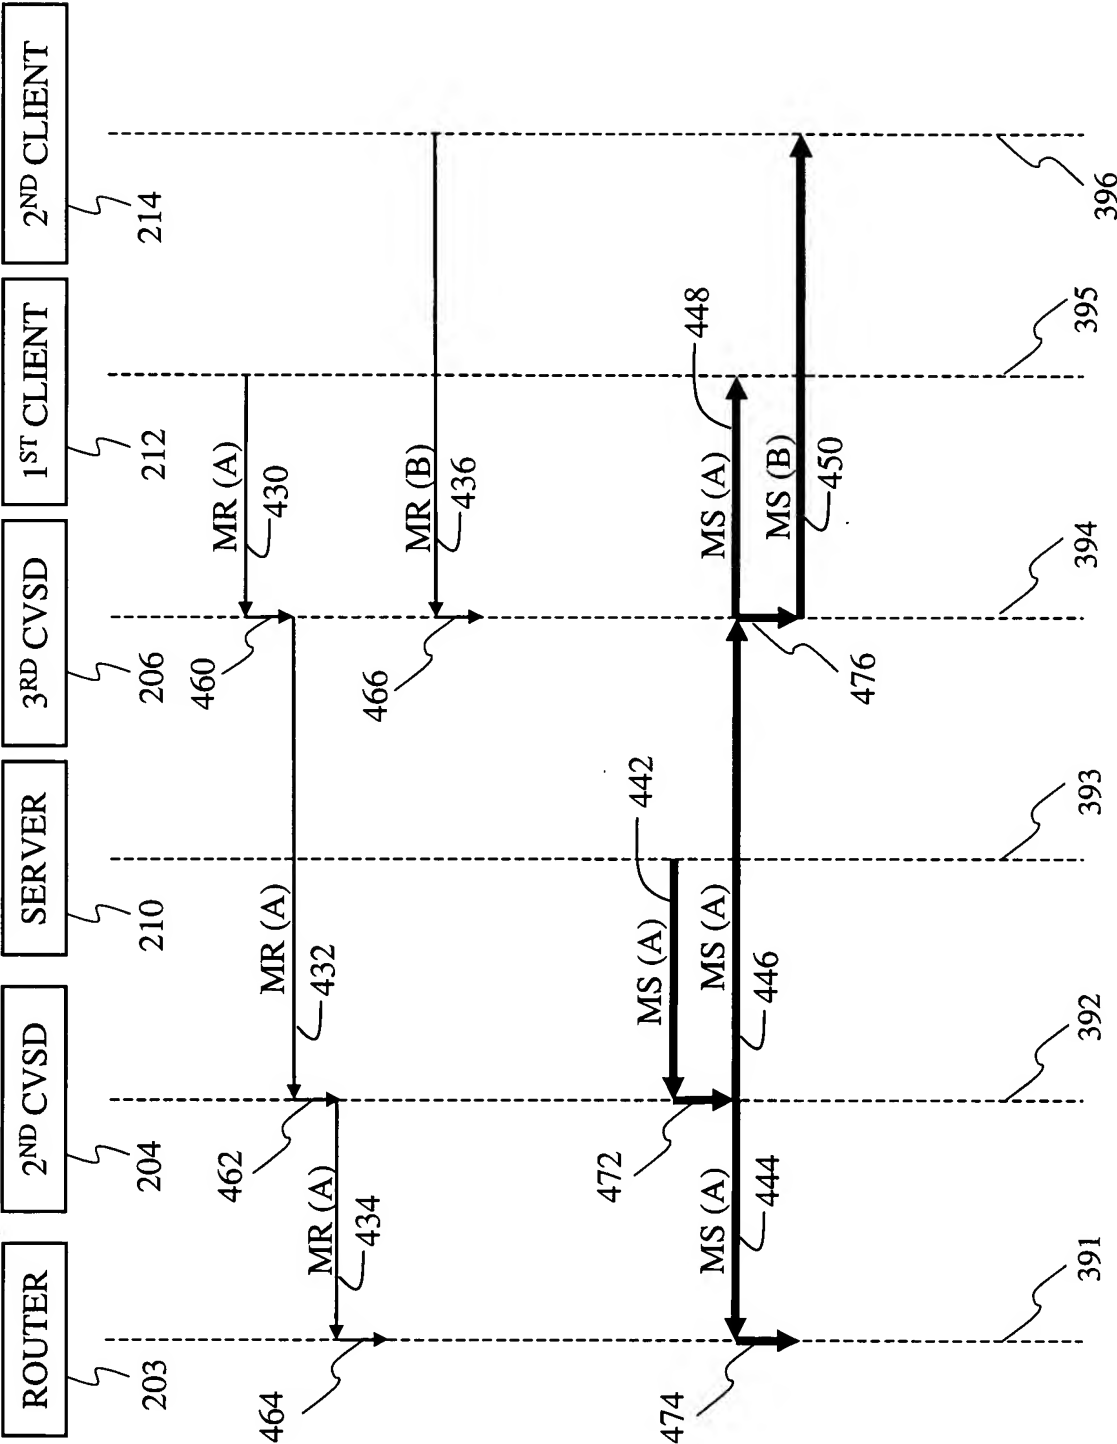 ROUTER
203
2ND CVSD
204
SERVER
210
3RD CVSD
206
1ST CLIENT
212
2ND CLIENT
214
MR (A)
430
460
MR (A)
432
462
MR (A)
434
464
MR (B)
436
466
MS (A)
442
472
MS (A)
444
474
MS (A)
446
MS (A)
448
476
MS (B)
450
391
392
393
394
395
396